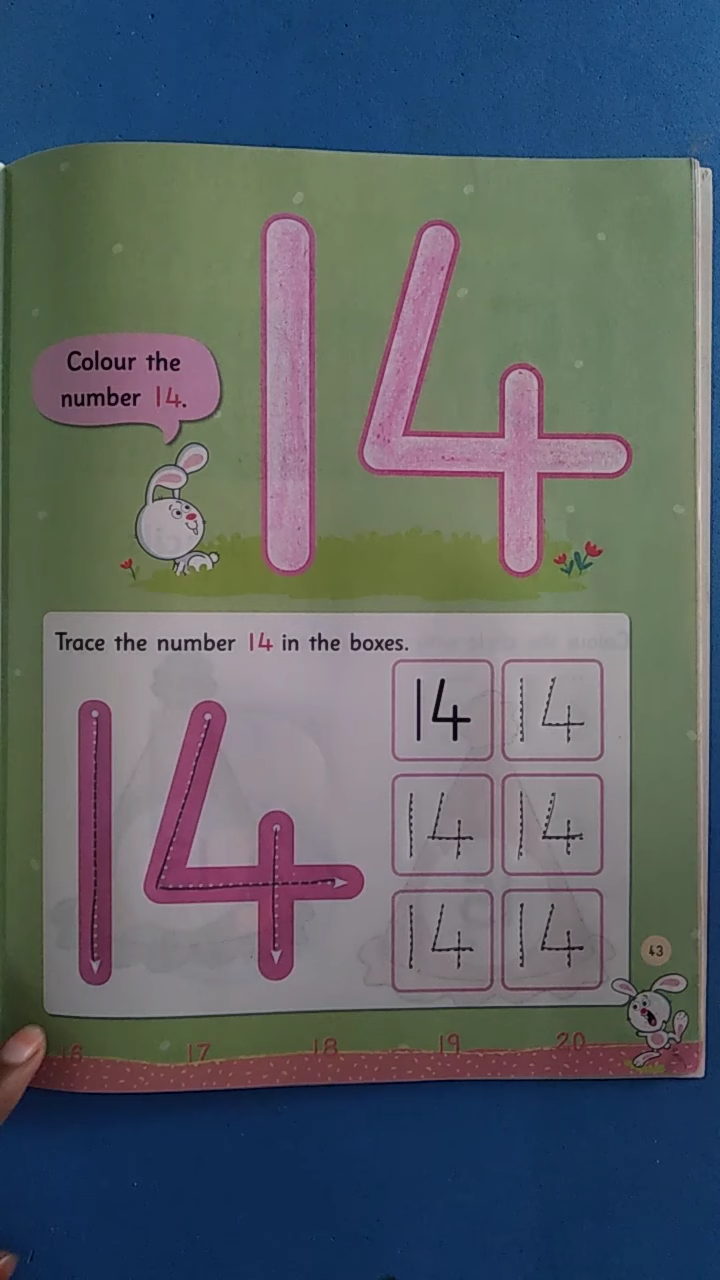 14
Colour the
number 14.
Trace the number 14 in the boxes.
14
14 14
14 14
14 14
43
16 17 18 19 20